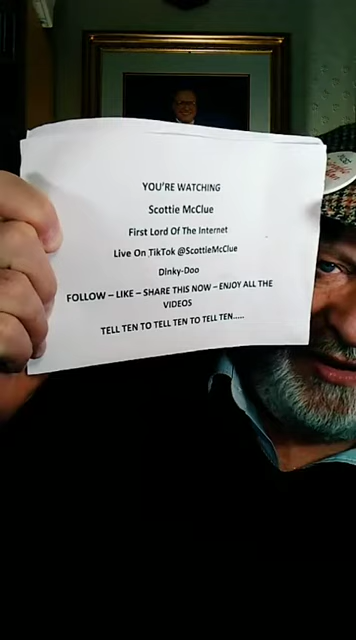 YOU'RE WATCHING
Scottie McClue
First Lord Of The Internet
Live On TikTok @ScottieMcClue
Dinky-Doo
FOLLOW – LIKE – SHARE THIS NOW – ENJOY ALL THE
VIDEOS
TELL TEN TO TELL TEN TO TELL TEN.....